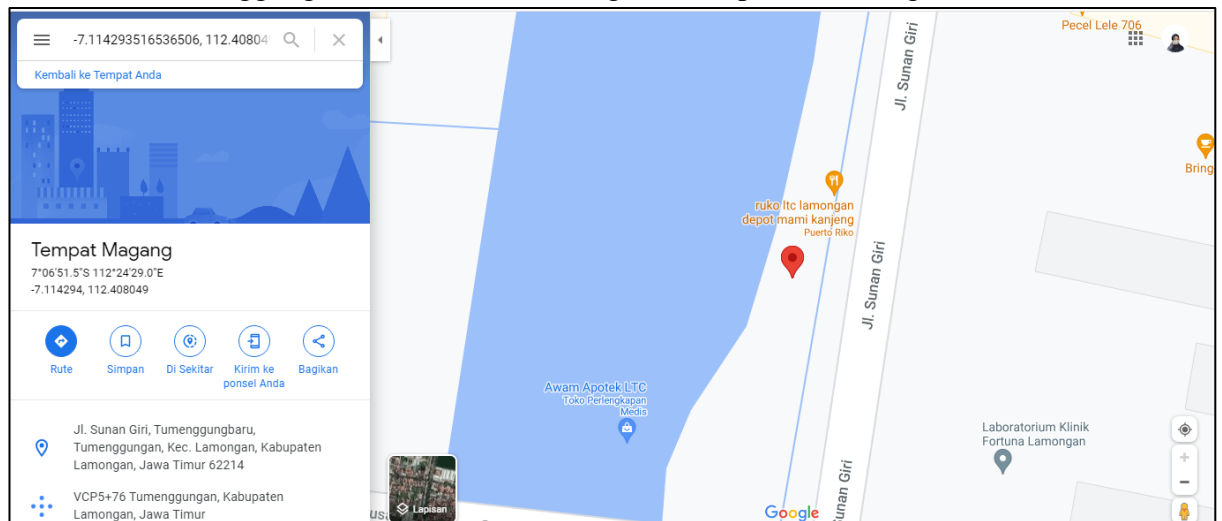 -7.114293516536506, 112.40804
Kembali ke Tempat Anda
Tempat Magang
7°06'51.5"S 112°24'29.0"E
-7.114294, 112.408049
Rute
Simpan
Di Sekitar
Kirim ke
ponsel Anda
Bagikan
Jl. Sunan Giri, Tumenggungbaru,
Tumenggungan, Kec. Lamongan, Kabupaten
Lamongan, Jawa Timur 62214
VCP5+76 Tumenggungan, Kabupaten
Lamongan, Jawa Timur
Pecel Lele 706
Jl. Sunan Giri
Bring
ruko ltc lamongan
depot mami kanjeng
Puerto Riko
Jl. Sunan Giri
Awam Apotek LTC
Toko Perlengkapan
Medis
Laboratorium Klinik
Fortuna Lamongan
Lapisan
Google
unan Giri